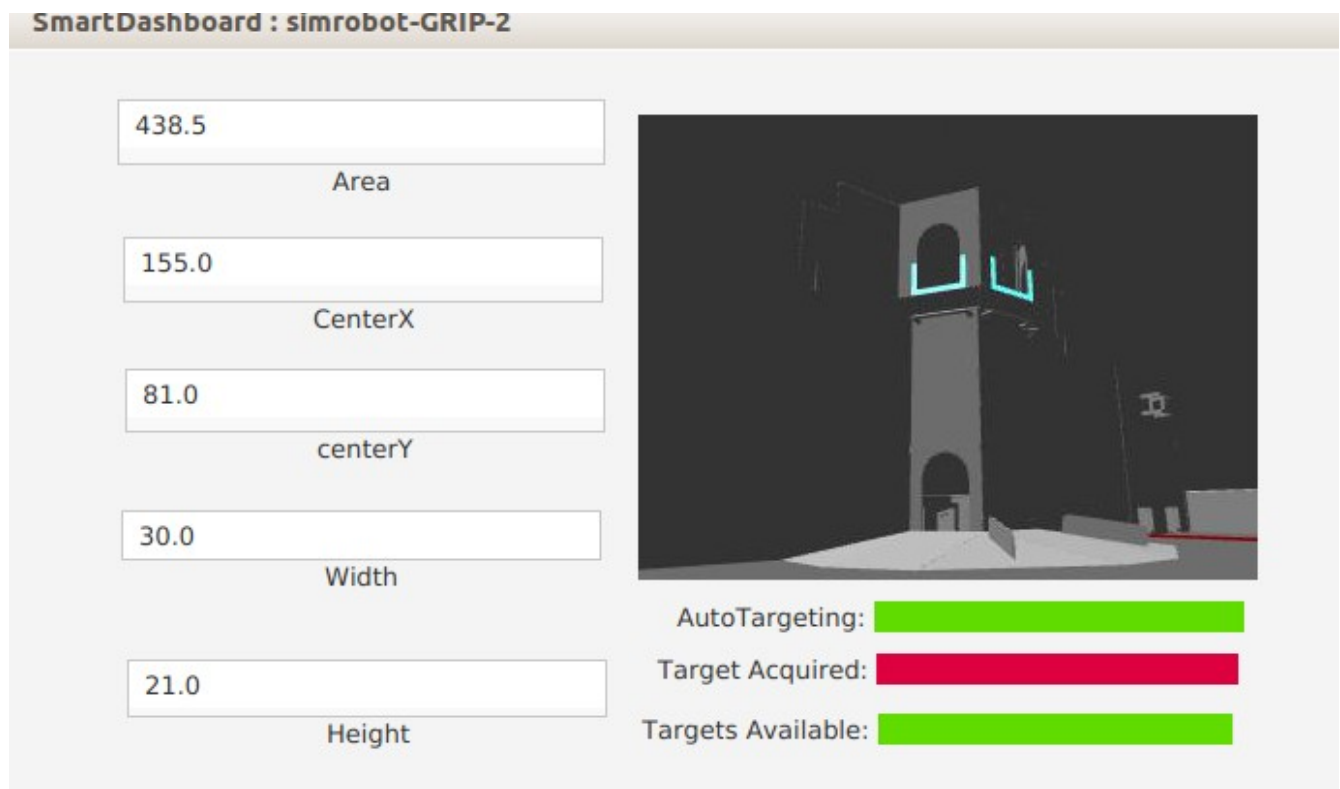 SmartDashboard : simrobot-GRIP-2
438.5
Area
155.0
CenterX
81.0
centerY
30.0
Width
21.0
Height
AutoTargeting:
Target Acquired:
Targets Available: